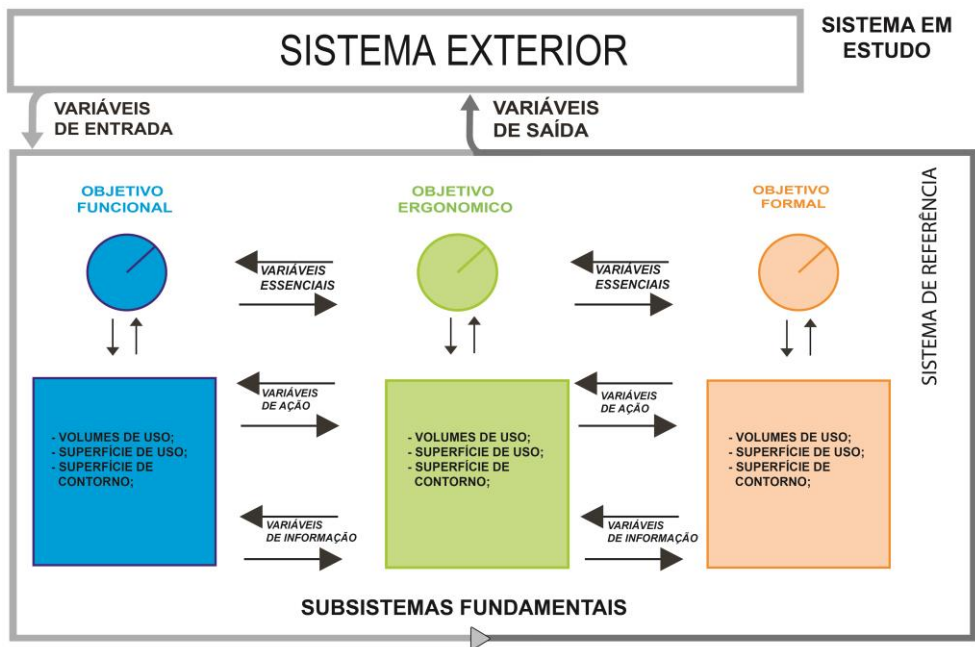 SISTEMA EXTERIOR
SISTEMA EM
ESTUDO
VARIÁVEIS
DE ENTRADA
VARIÁVEIS
DE SAÍDA
OBJETIVO
FUNCIONAL
OBJETIVO
ERGONOMICO
OBJETIVO
FORMAL
SISTEMA DE REFERÊNCIA
VARIÁVEIS
ESSENCIAIS
VARIÁVEIS
ESSENCIAIS
VARIÁVEIS
DE AÇÃO
VARIÁVEIS
DE AÇÃO
- VOLUMES DE USO;
- SUPERFÍCIE DE USO;
- SUPERFÍCIE DE
CONTORNO;
- VOLUMES DE USO;
- SUPERFÍCIE DE USO;
- SUPERFÍCIE DE
CONTORNO;
- VOLUMES DE USO;
- SUPERFÍCIE DE USO;
- SUPERFÍCIE DE
CONTORNO;
VARIÁVEIS
DE INFORMAÇÃO
VARIÁVEIS
DE INFORMAÇÃO
SUBSISTEMAS FUNDAMENTAIS